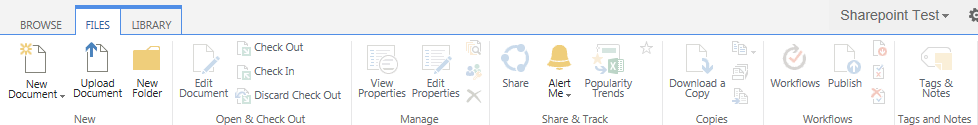 BROWSE FILES LIBRARY Sharepoint Test
New Document Upload Document New Folder
Edit Document Check Out Check In Discard Check Out
View Properties Edit Properties
Share Alert Me Popularity Trends
Download a Copy
Workflows Publish
Tags & Notes
New Open & Check Out Manage Share & Track Copies Workflows Tags and Notes